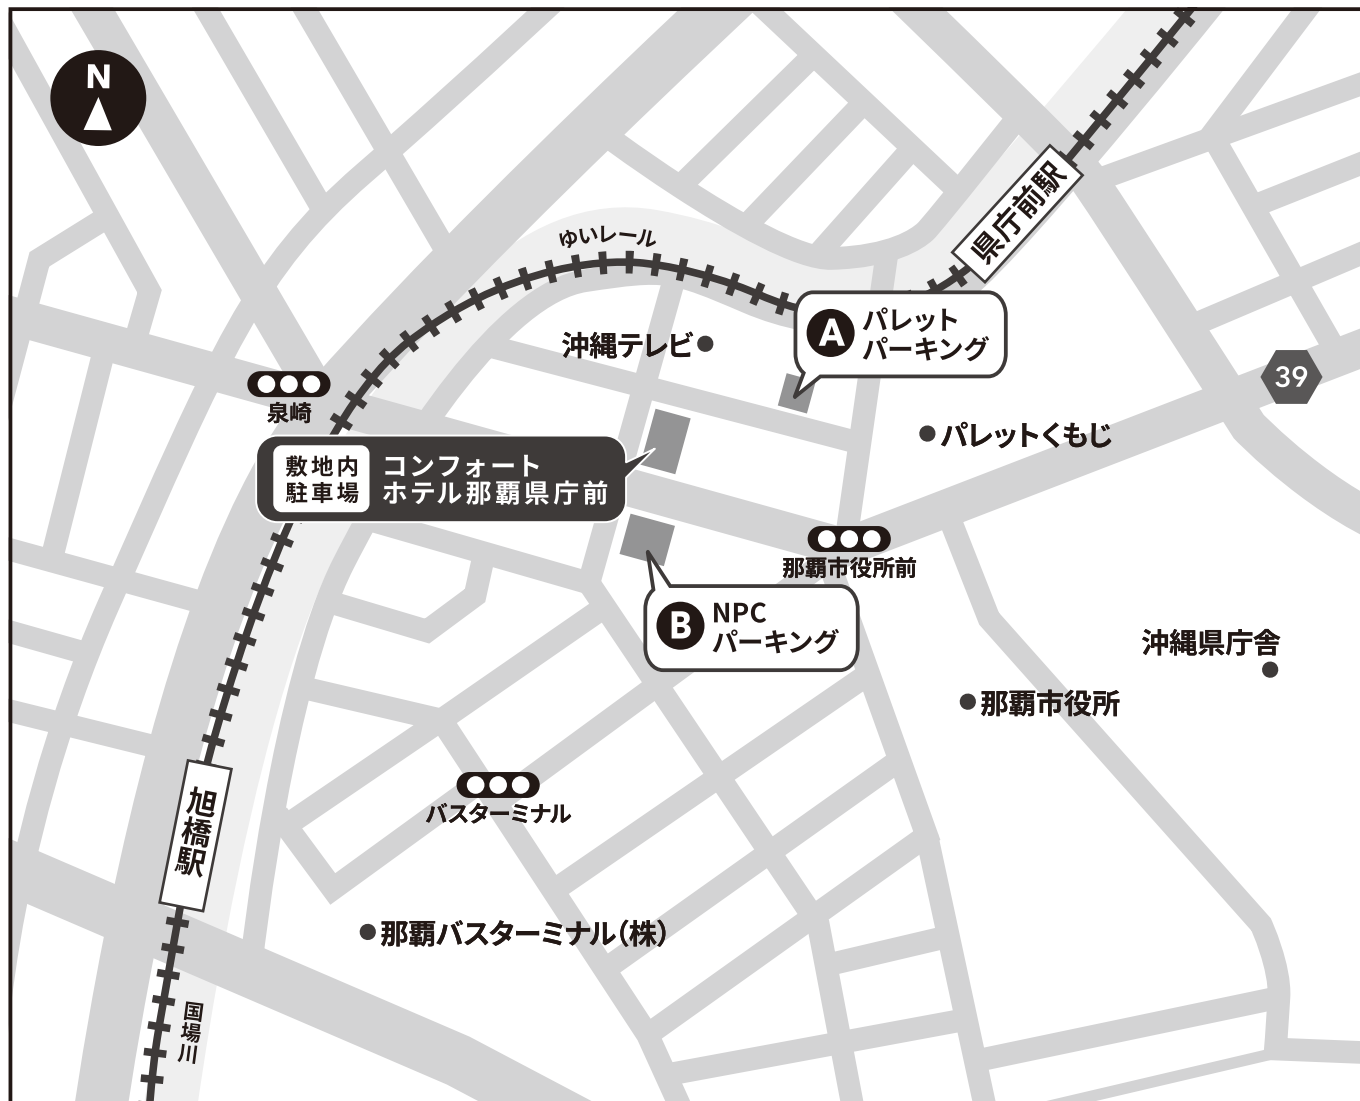 N
県庁前駅
ゆいレール
A
パレット
パーキング
沖縄テレビ
39
泉崎
パレットくもじ
敷地内
駐車場
コンフォート
ホテル那覇県庁前
那覇市役所前
B
NPC
パーキング
沖縄県庁舎
那覇市役所
旭橋駅
バスターミナル
那覇バスターミナル(株)
国場川